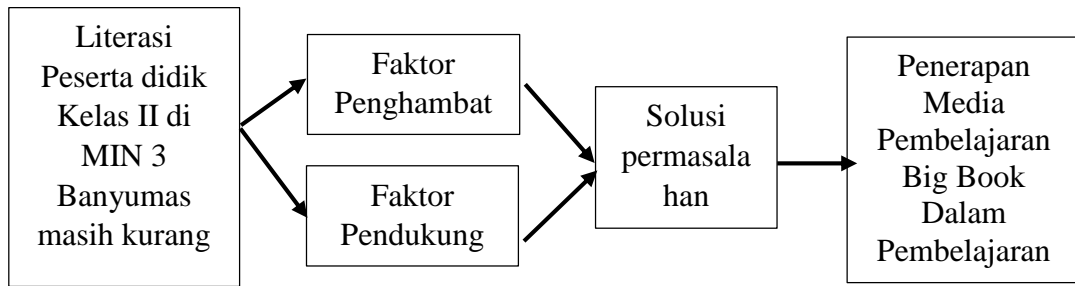 Literasi
Peserta didik
Kelas II di
MIN 3
Banyumas
masih kurang
Faktor
Penghambat
Faktor
Pendukung
Solusi
permasala
han
Penerapan
Media
Pembelajaran
Big Book
Dalam
Pembelajaran